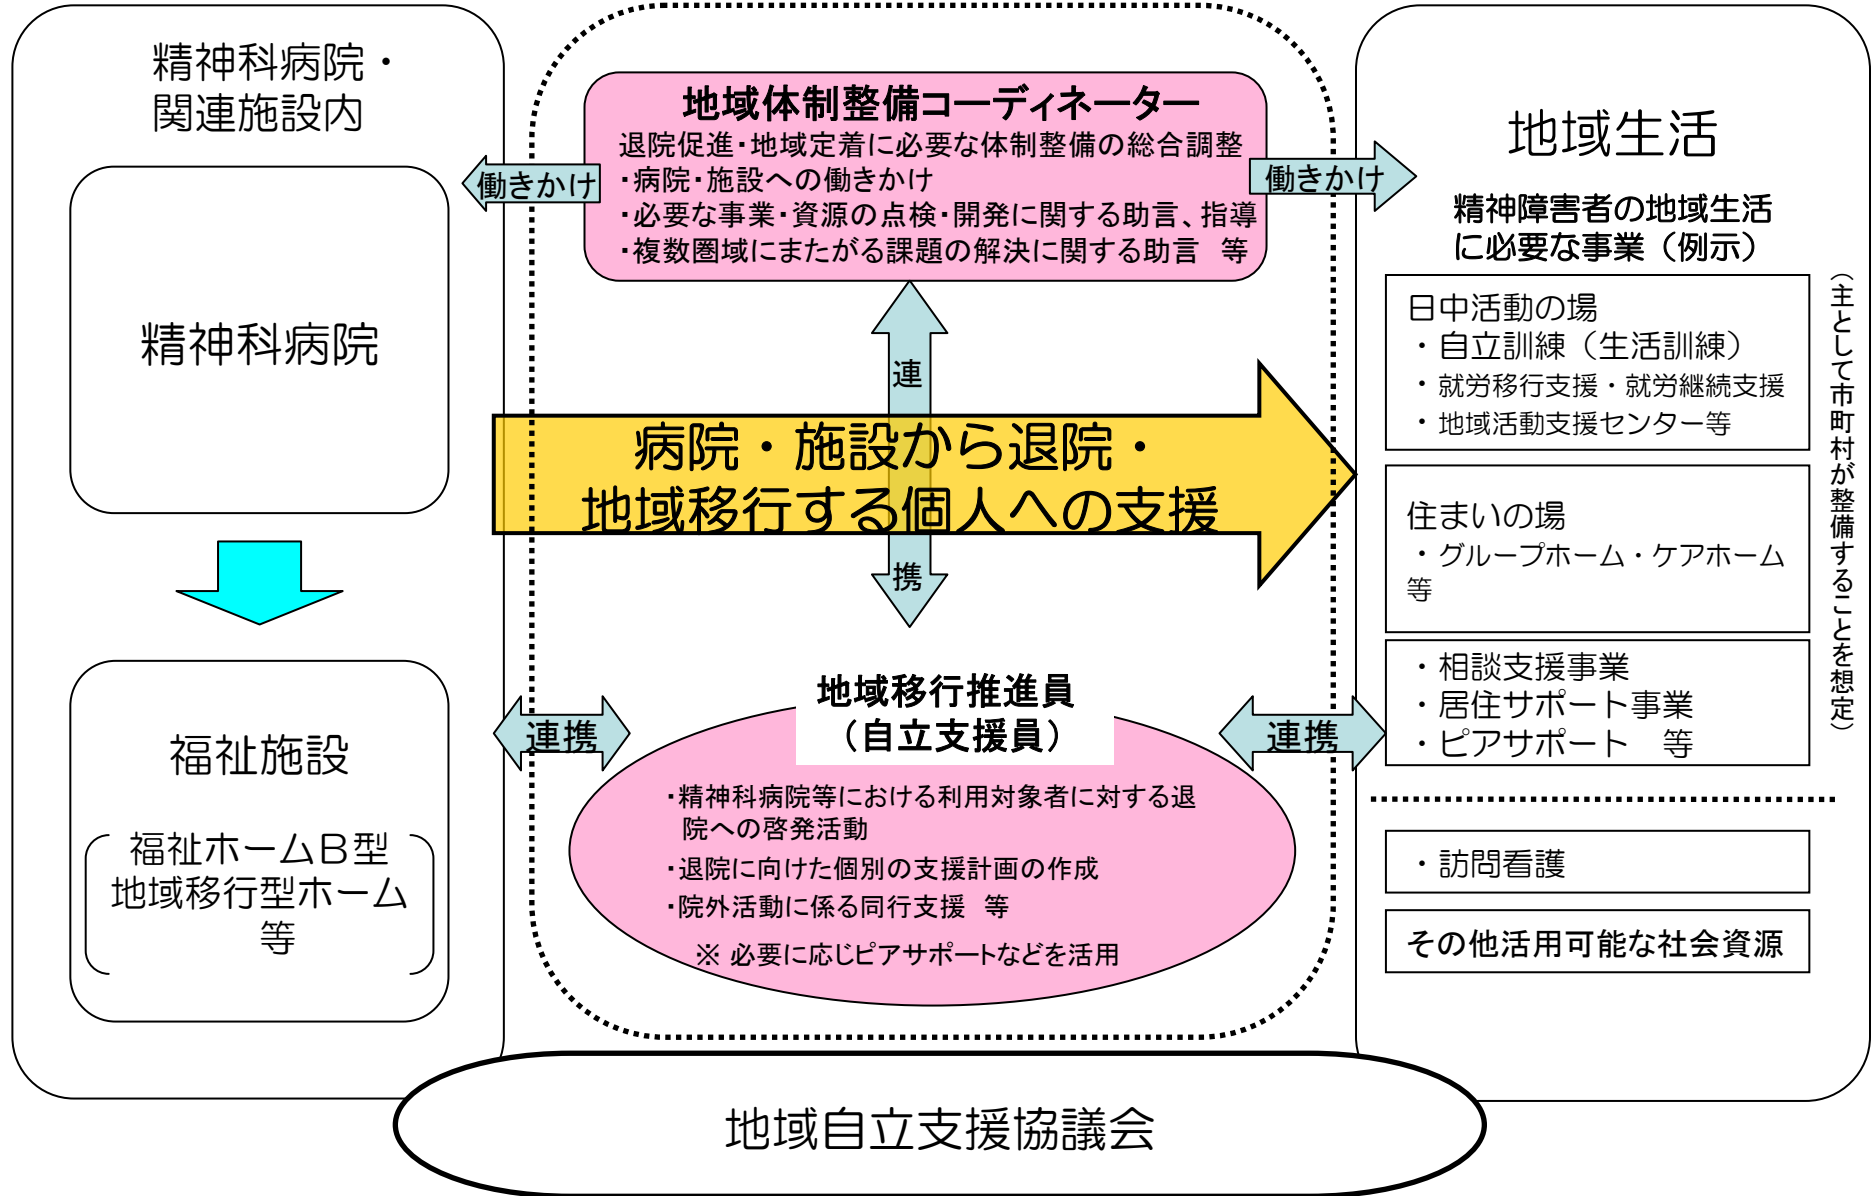 精神科病院・
関連施設内
精神科病院
福祉施設
福祉ホームB型
地域移行型ホーム
等
地域体制整備コーディネーター
退院促進・地域定着に必要な体制整備の総合調整
・病院・施設への働きかけ
・必要な事業・資源の点検・開発に関する助言、指導
・複数圏域にまたがる課題の解決に関する助言　等
働きかけ
働きかけ
連
携
病院・施設から退院・
地域移行する個人への支援
連携
連携
地域移行推進員
（自立支援員）
・精神科病院等における利用対象者に対する退
院への啓発活動
・退院に向けた個別の支援計画の作成
・院外活動に係る同行支援　等
※ 必要に応じピアサポートなどを活用
地域生活
精神障害者の地域生活
に必要な事業（例示）
日中活動の場
・自立訓練（生活訓練）
・就労移行支援・就労継続支援
・地域活動支援センター等
住まいの場
・グループホーム・ケアホーム
等
・相談支援事業
・居住サポート事業
・ピアサポート　等
（主として市町村が整備することを想定）
・訪問看護
その他活用可能な社会資源
地域自立支援協議会